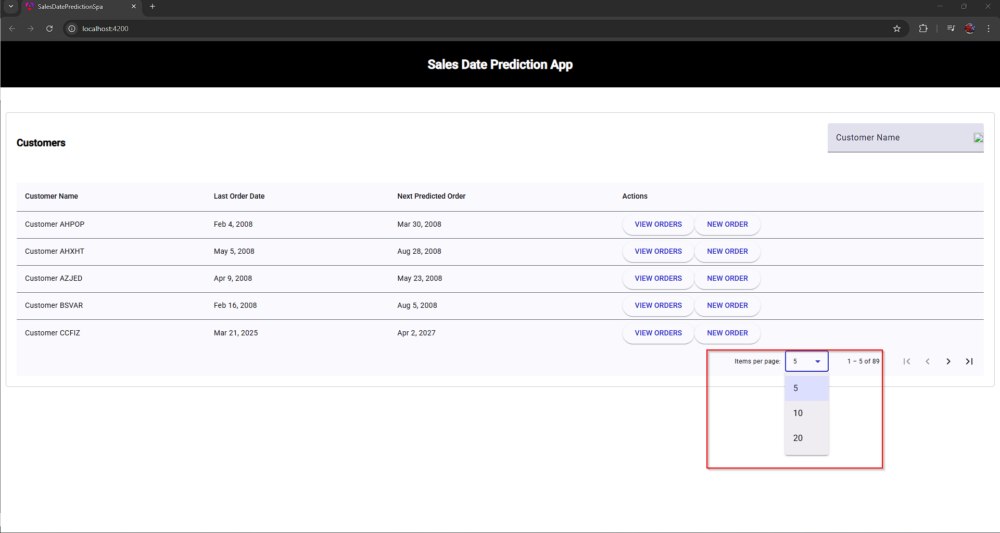 SalesDatePredictionSpa
localhost:4200
Sales Date Prediction App
Customers
Customer Name
Customer Name Last Order Date Next Predicted Order Actions
Customer AHPOP Feb 4, 2008 Mar 30, 2008 VIEW ORDERS NEW ORDER
Customer AHXHT May 5, 2008 Aug 28, 2008 VIEW ORDERS NEW ORDER
Customer AZJED Apr 9, 2008 May 23, 2008 VIEW ORDERS NEW ORDER
Customer BSVAR Feb 16, 2008 Aug 5, 2008 VIEW ORDERS NEW ORDER
Customer CCFIZ Mar 21, 2025 Apr 2, 2027 VIEW ORDERS NEW ORDER
Items per page: 5 1 – 5 of 89
5
10
20